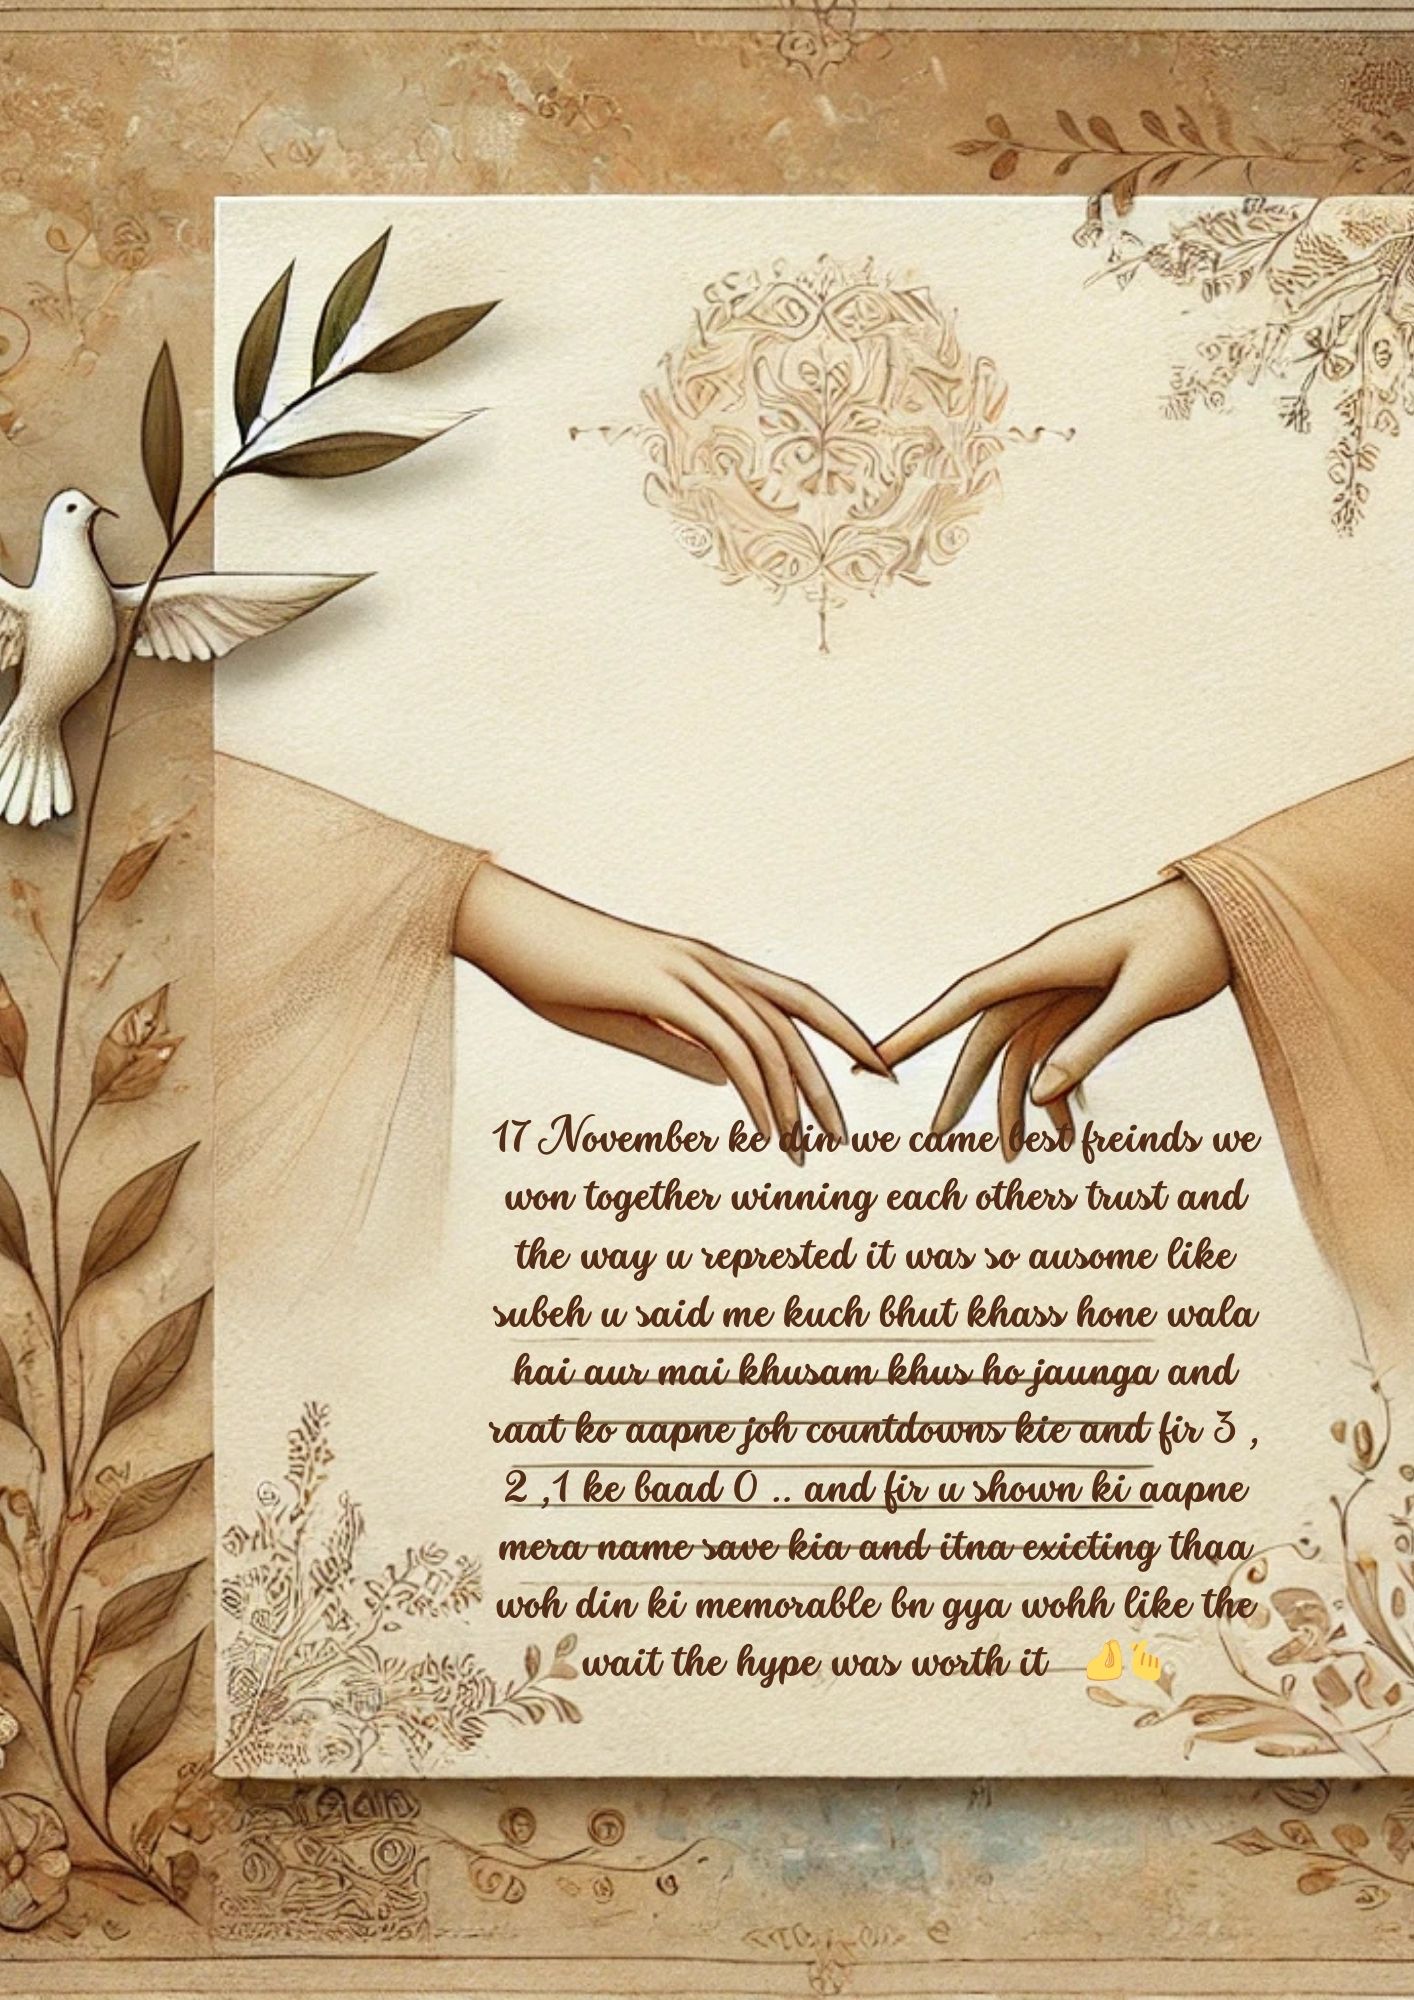 17 November ke din we came best freinds we
won together winning each others trust and
the way u represted it was so ausome like
subeh u said me kuch bhut khass hone wala
hai aur mai khusam khus ho jaunga and
raat ko aapne joh countdowns kie and fir 3 ,
2 ,1 ke baad 0 .. and fir u shown ki aapne
mera name save kia and itna exicting thaa
woh din ki memorable bn gya wohh like the
wait the hype was worth it 🫸🫷